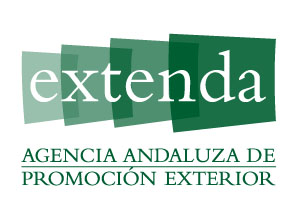 extenda
AGENCIA ANDALUZA DE
PROMOCIÓN EXTERIOR